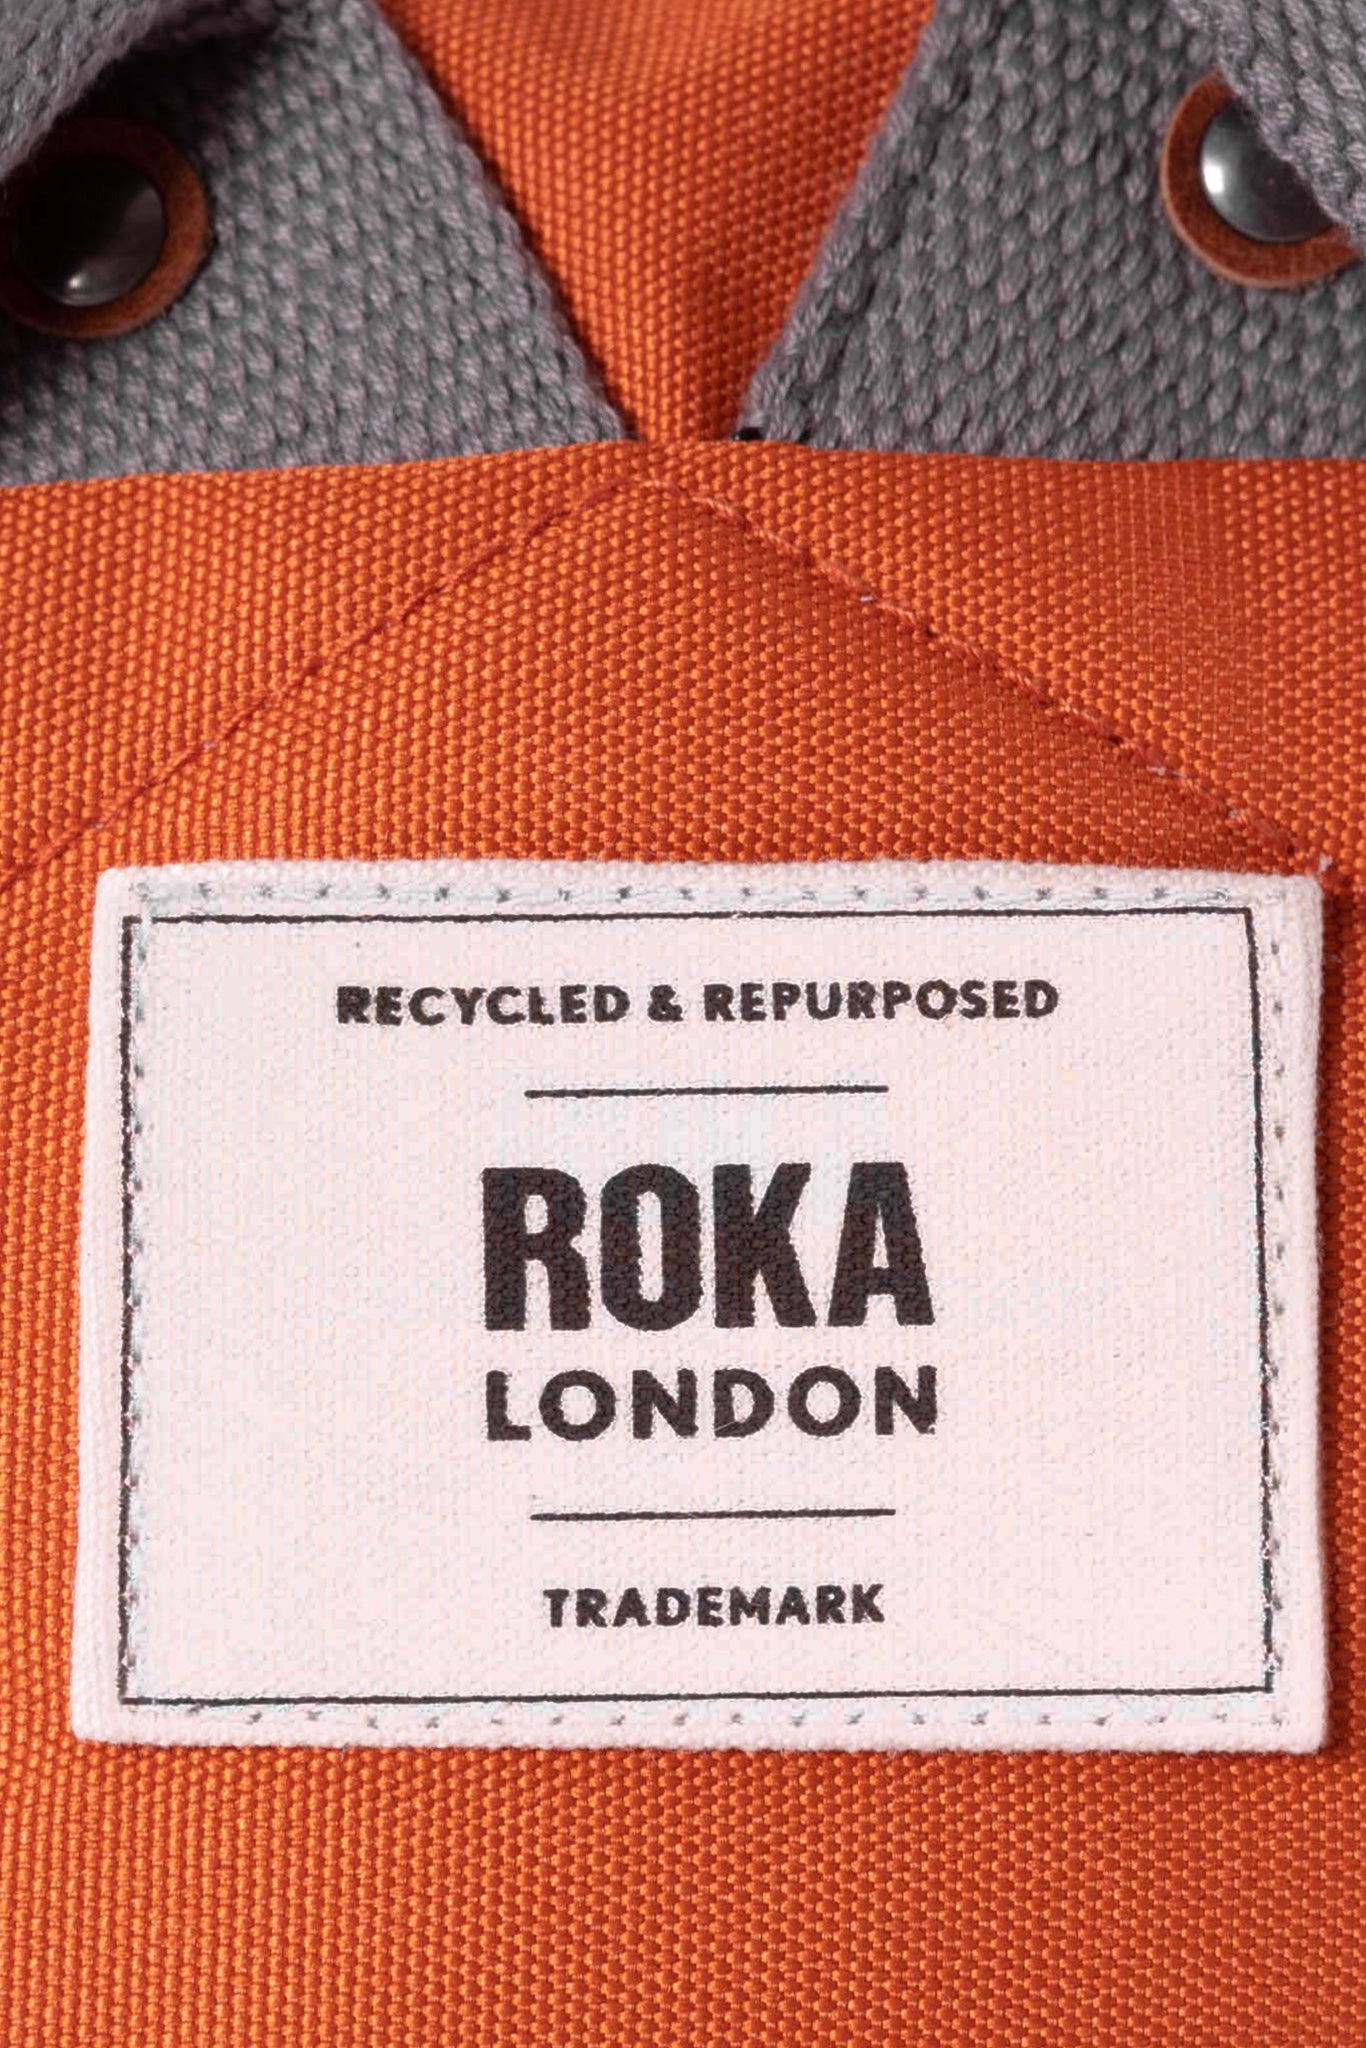 RECYCLED & REPURPOSED
ROKA
LONDON
TRADEMARK